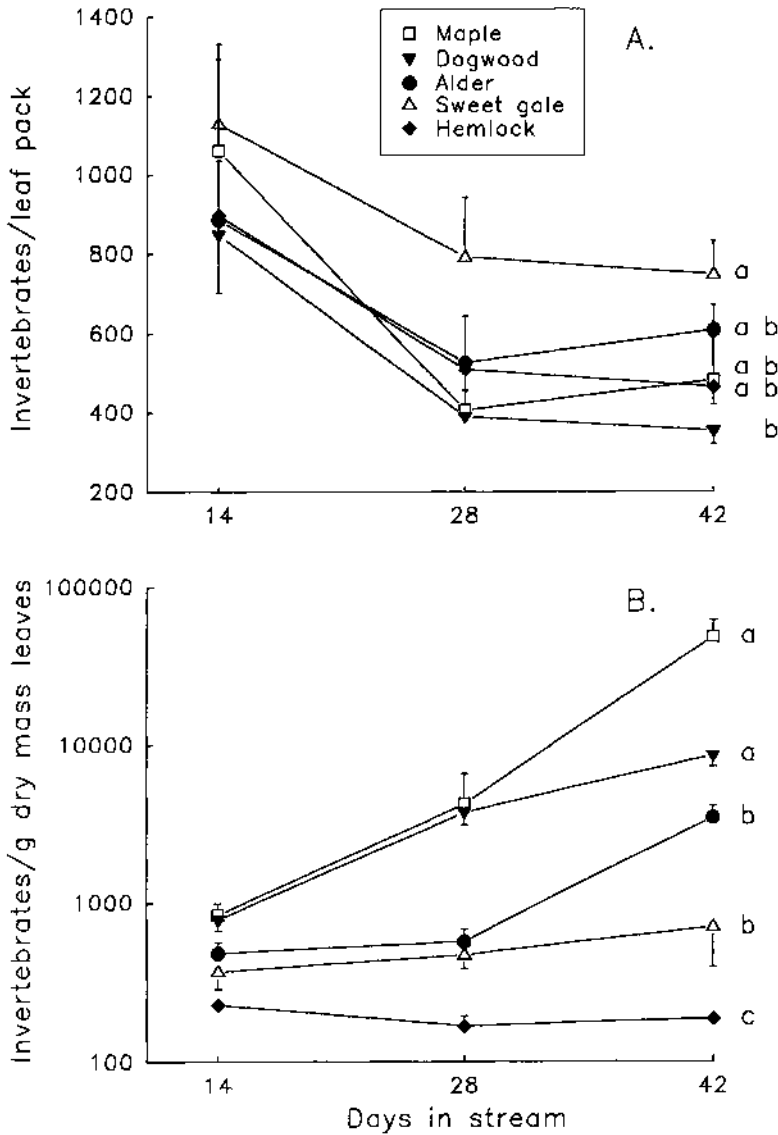 A.
Maple
Dogwood
Alder
Sweet gale
Hemlock
Invertebrates/leaf pack
1400
1200
1000
800
600
400
200
a
a b
a b
a b
b
14 28 42
B.
Invertebrates/g dry mass leaves
100000
10000
1000
100
a
a
b
b
c
14 28 42
Days in stream